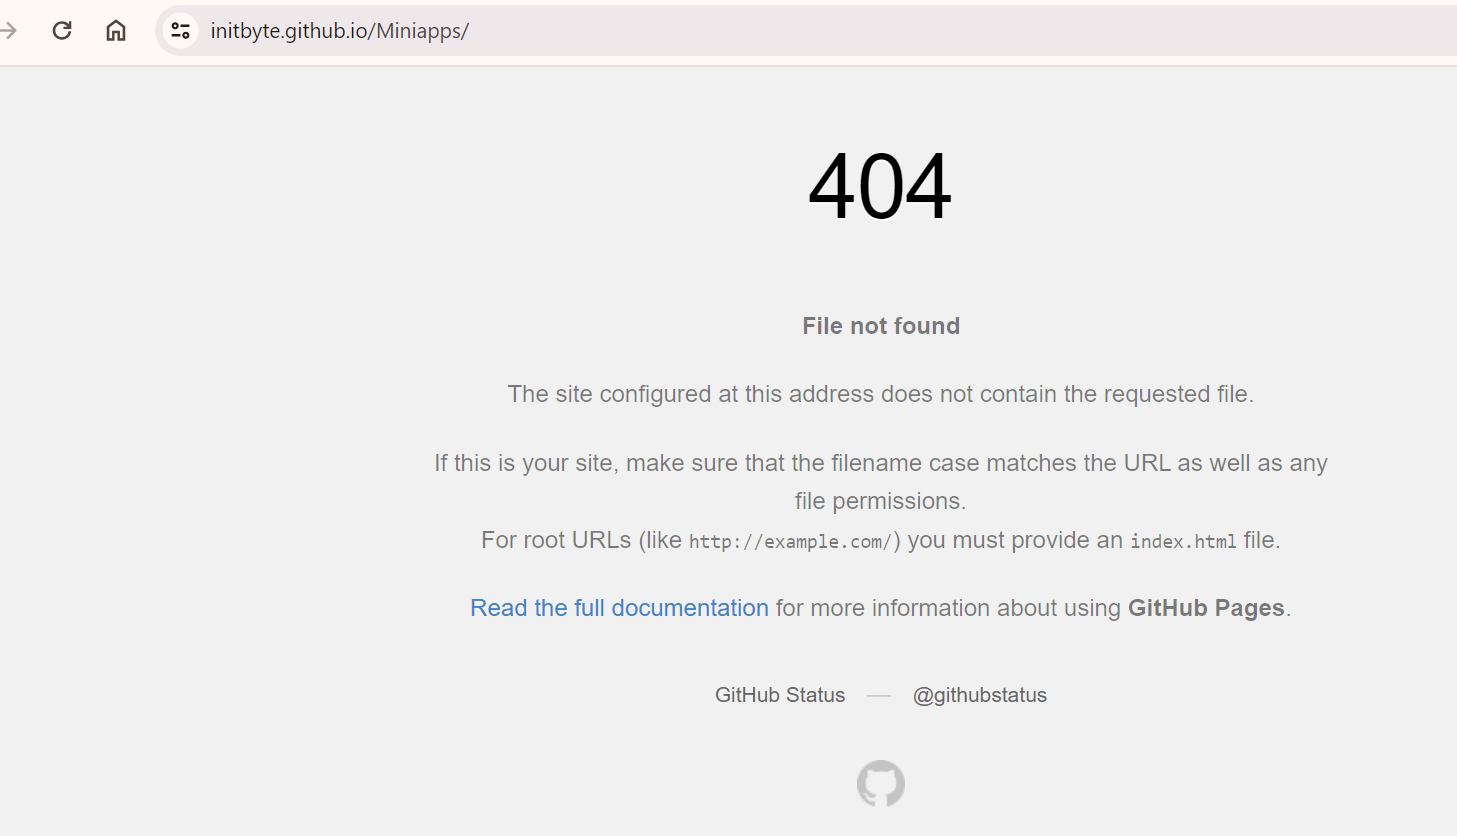 initbyte.github.io/Miniapps/
404
File not found
The site configured at this address does not contain the requested file.
If this is your site, make sure that the filename case matches the URL as well as any
file permissions.
For root URLs (like http://example.com/) you must provide an index.html file.
Read the full documentation for more information about using GitHub Pages.
GitHub Status — @githubstatus